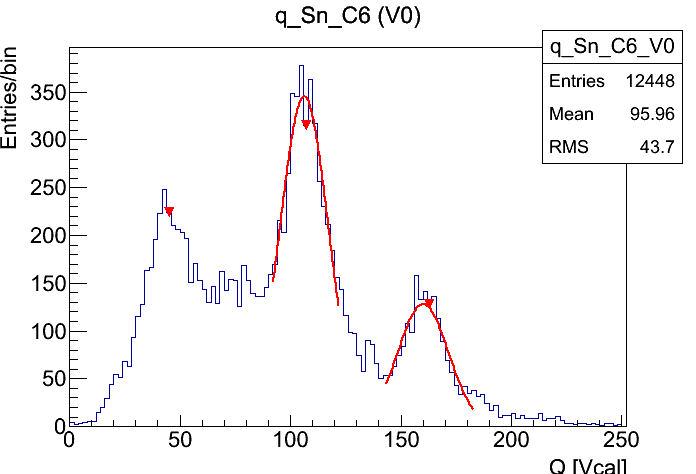 q_Sn_C6 (V0)
q_Sn_C6_V0
Entries 12448
Mean 95.96
RMS 43.7
Entries/bin
350
300
250
200
150
100
50
0
0 50 100 150 200 250
Q [Vcal]